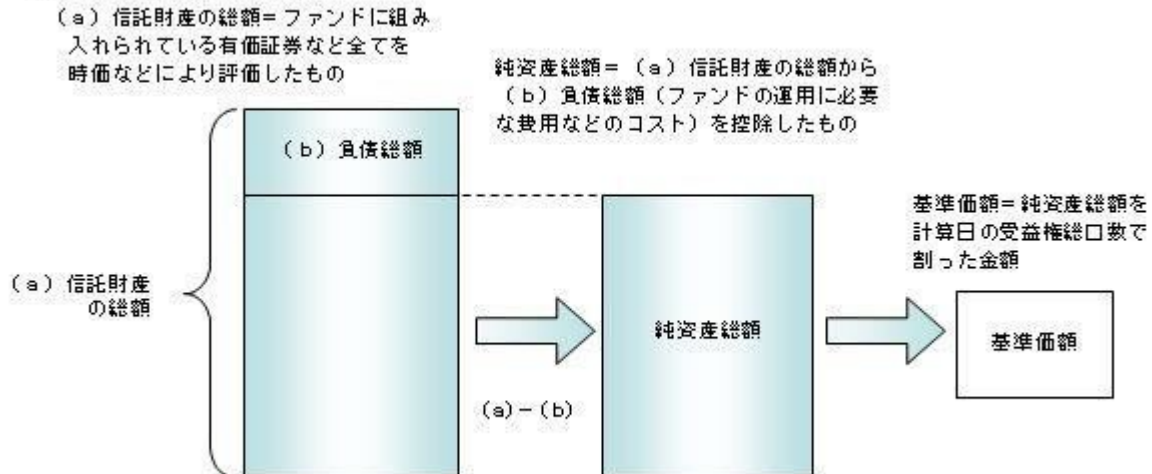 （a）信託財産の総額＝ファンドに組み
入れられている有価証券など全てを
時価などにより評価したもの
純資産総額＝（a）信託財産の総額から
（b）負債総額（ファンドの運用に必要
な費用などのコスト）を控除したもの
（b）負債総額
基準価額＝純資産総額を
計算日の受益権総口数で
割った金額
（a）信託財産
の総額
純資産総額
基準価額
（a）－（b）